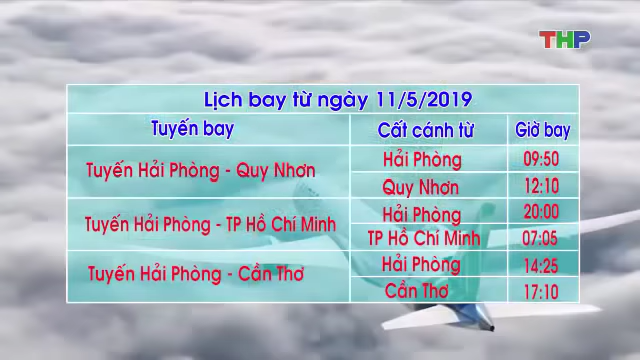 THP
Lịch bay từ ngày 11/5/2019
Tuyến bay Cất cánh từ Giờ bay
Tuyến Hải Phòng - Quy Nhơn
Hải Phòng 09:50
Quy Nhơn 12:10
Tuyến Hải Phòng - TP Hồ Chí Minh
Hải Phòng 20:00
TP Hồ Chí Minh 07:05
Tuyến Hải Phòng - Cần Thơ
Hải Phòng 14:25
Cần Thơ 17:10